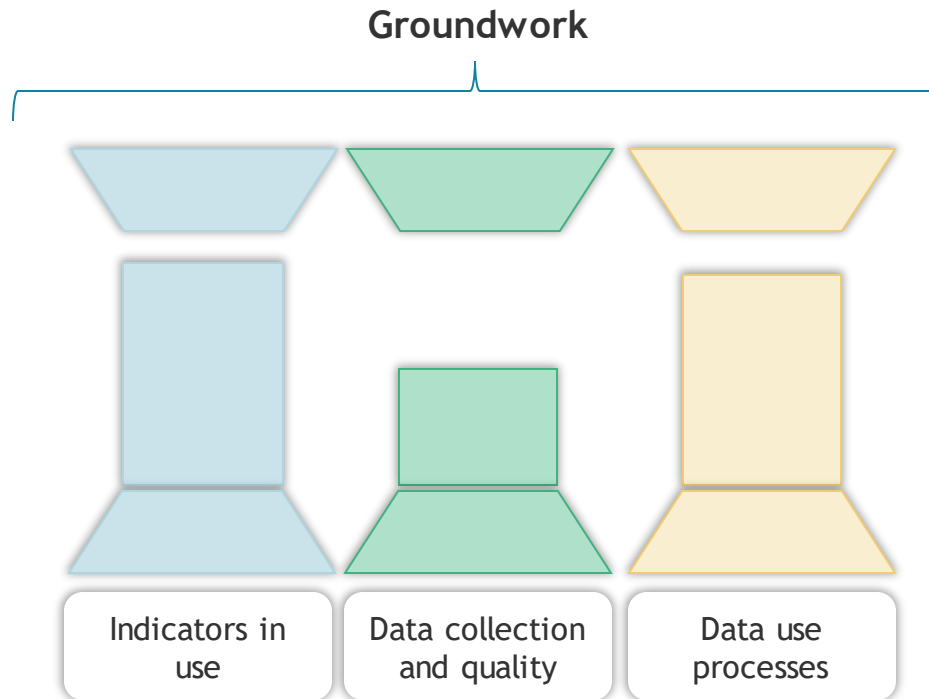 Groundwork
Indicators in
use
Data collection
and quality
Data use
processes